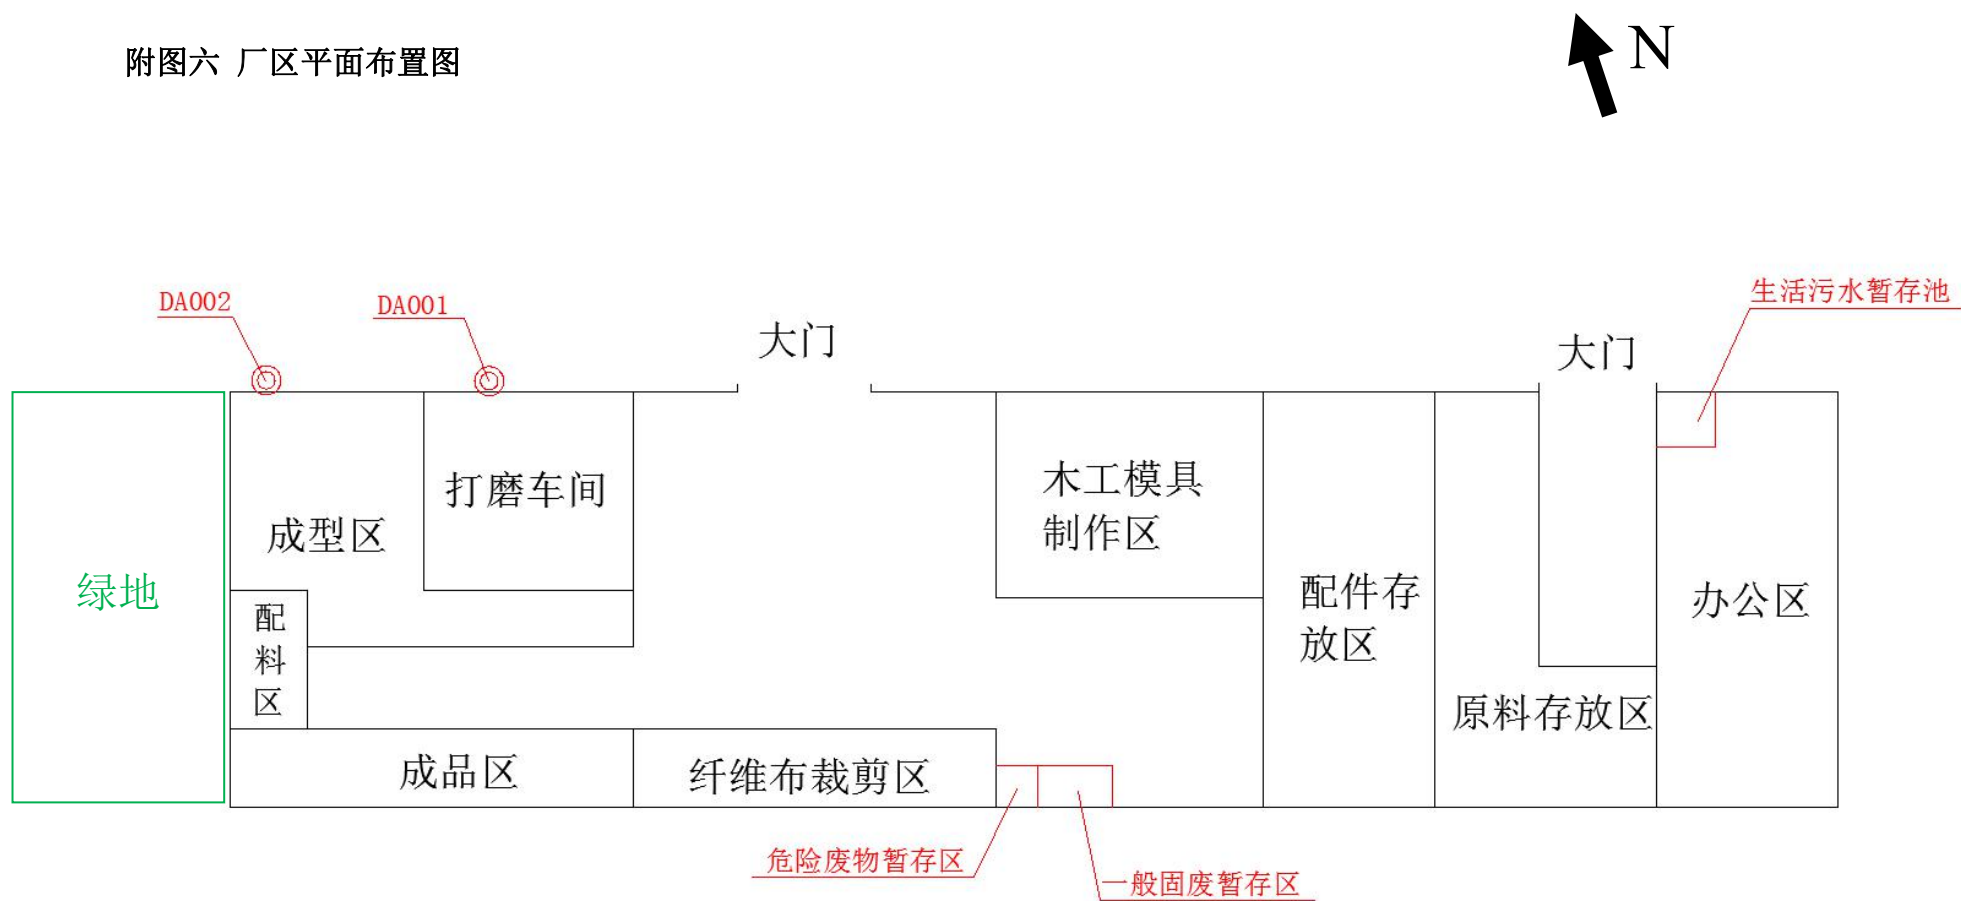 附图六 厂区平面布置图
N
DA002
DA001
大门
大门
生活污水暂存池
打磨车间
成型区
木工模具
制作区
绿地
配
料
区
配件存
放区
办公区
原料存放区
成品区
纤维布裁剪区
危险废物暂存区
一般固废暂存区